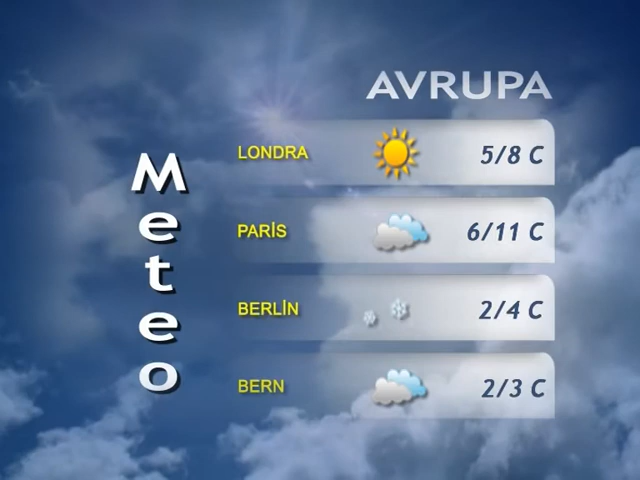 AVRUPA
Meteo
LONDRA 5/8 C
PARİS 6/11 C
BERLİN 2/4 C
BERN 2/3 C